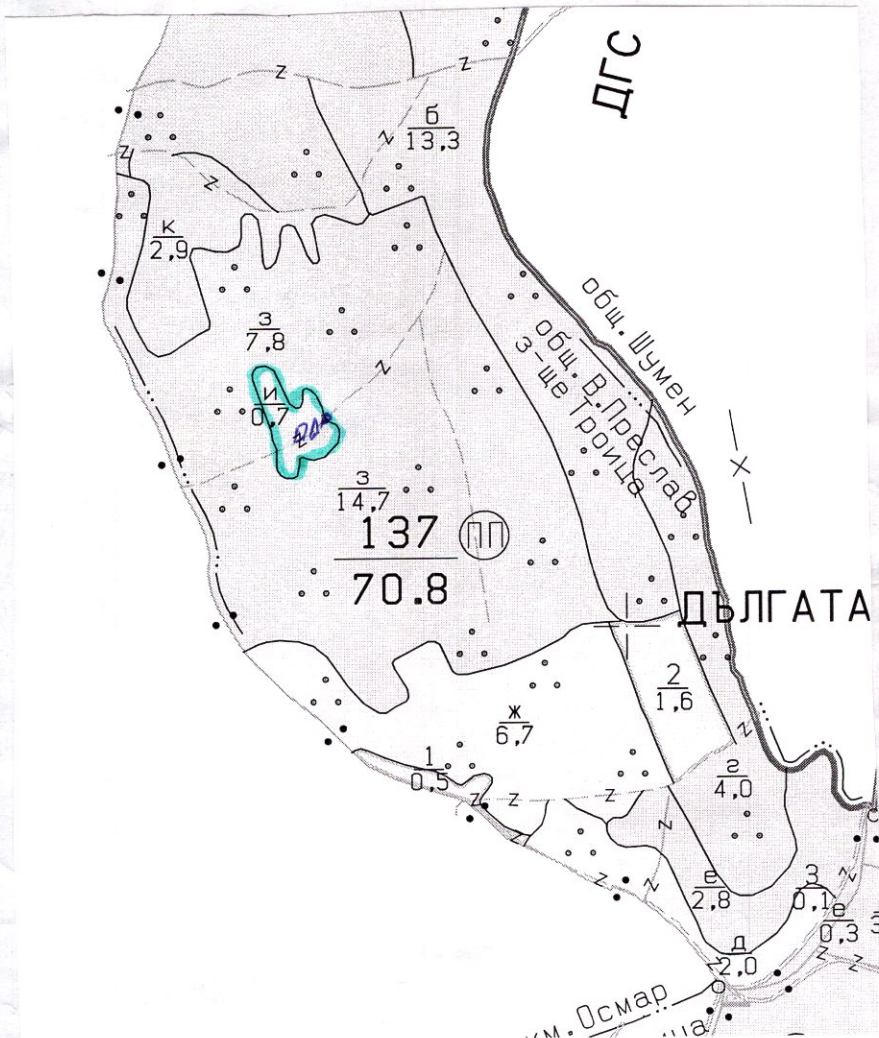 ДГС
б
13,3
к
2,9
общ. Шумен
общ. В.Преслав
з-ще Троица
з
7,8
и
0,7
з
14,7
137
70.8
ПП
ДЪЛГАТА
2
1,6
ж
6,7
1
0,5
г
4,0
е
2,8
3
0,1
е
0,3
д
2,0
км. Осмар